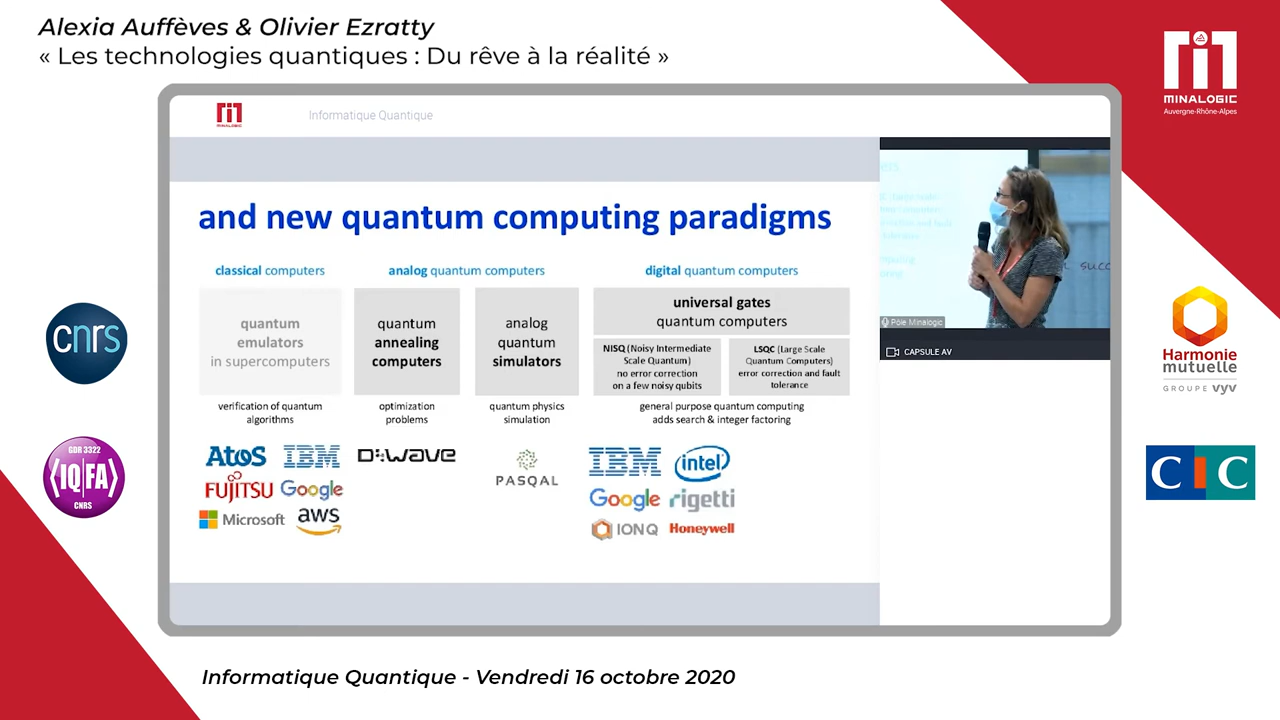 Alexia Auffèves & Olivier Ezratty
« Les technologies quantiques : Du rêve à la réalité »
MINALOGIC
Auvergne-Rhône-Alpes
MINALOGIC
Informatique Quantique
and new quantum computing paradigms
classical computers
analog quantum computers
digital quantum computers
quantum
emulators
in supercomputers
quantum
annealing
computers
analog
quantum
simulators
universal gates
quantum computers
NISQ (Noisy Intermediate
Scale Quantum)
no error correction
on a few noisy qubits
LSQC (Large Scale
Quantum Computers)
error correction and fault
tolerance
verification of quantum
algorithms
optimization
problems
quantum physics
simulation
general purpose quantum computing
adds search & integer factoring
Atos IBM
FUJITSU Google
Microsoft aws
D:wave
PASQAL
IBM intel
Google rigetti
IONQ Honeywell
succ
Pôle Minalogic
CAPSULE AV
cnrs
GDR 3322
IQFA
CNRS
Harmonie
mutuelle
GROUPE vyv
CIC
Informatique Quantique - Vendredi 16 octobre 2020